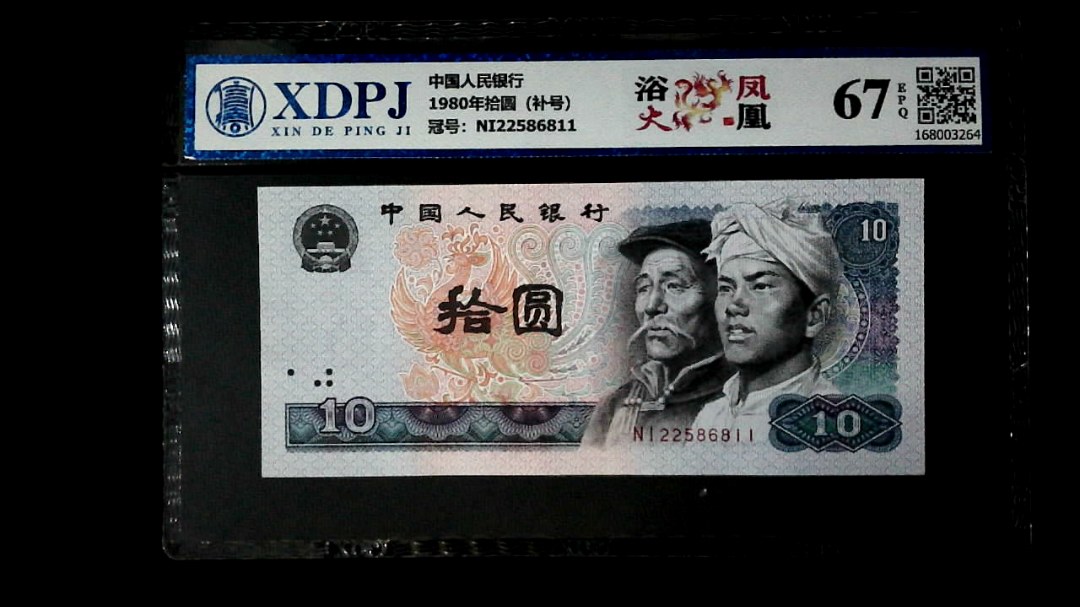 XDPJ
XIN DE PING JI
中国人民银行
1980年拾圆（补号）
冠号：NI22586811
浴火
凤凰
67
EPQ
168003264
中国人民银行
10
拾圆
10
NI22586811
10